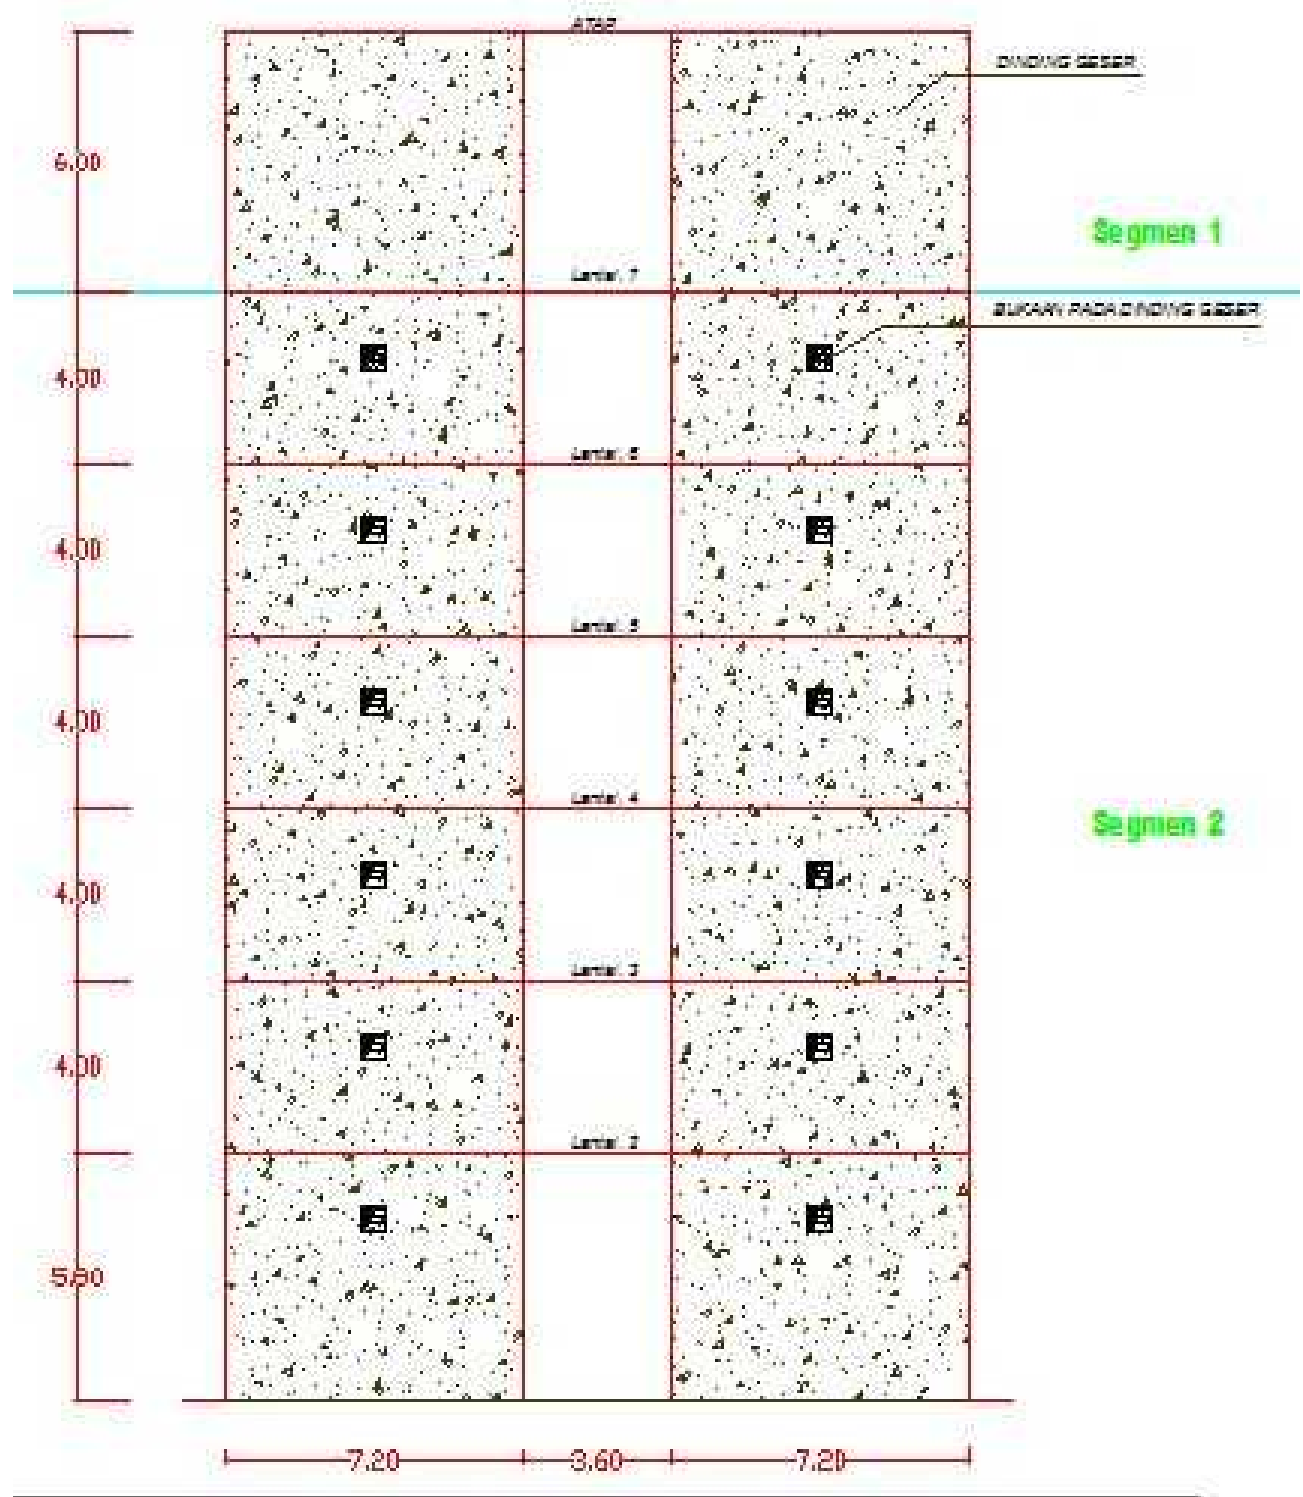 ATAP
DINDING GESER
6.00
Segmen 1
Lantai. 7
BUKAAN PADA DINDING GESER
4.00
Lantai. 6
4.00
Lantai. 5
4.00
Segmen 2
Lantai. 4
4.00
Lantai. 3
4.00
Lantai. 2
7.20
3.60
7.20